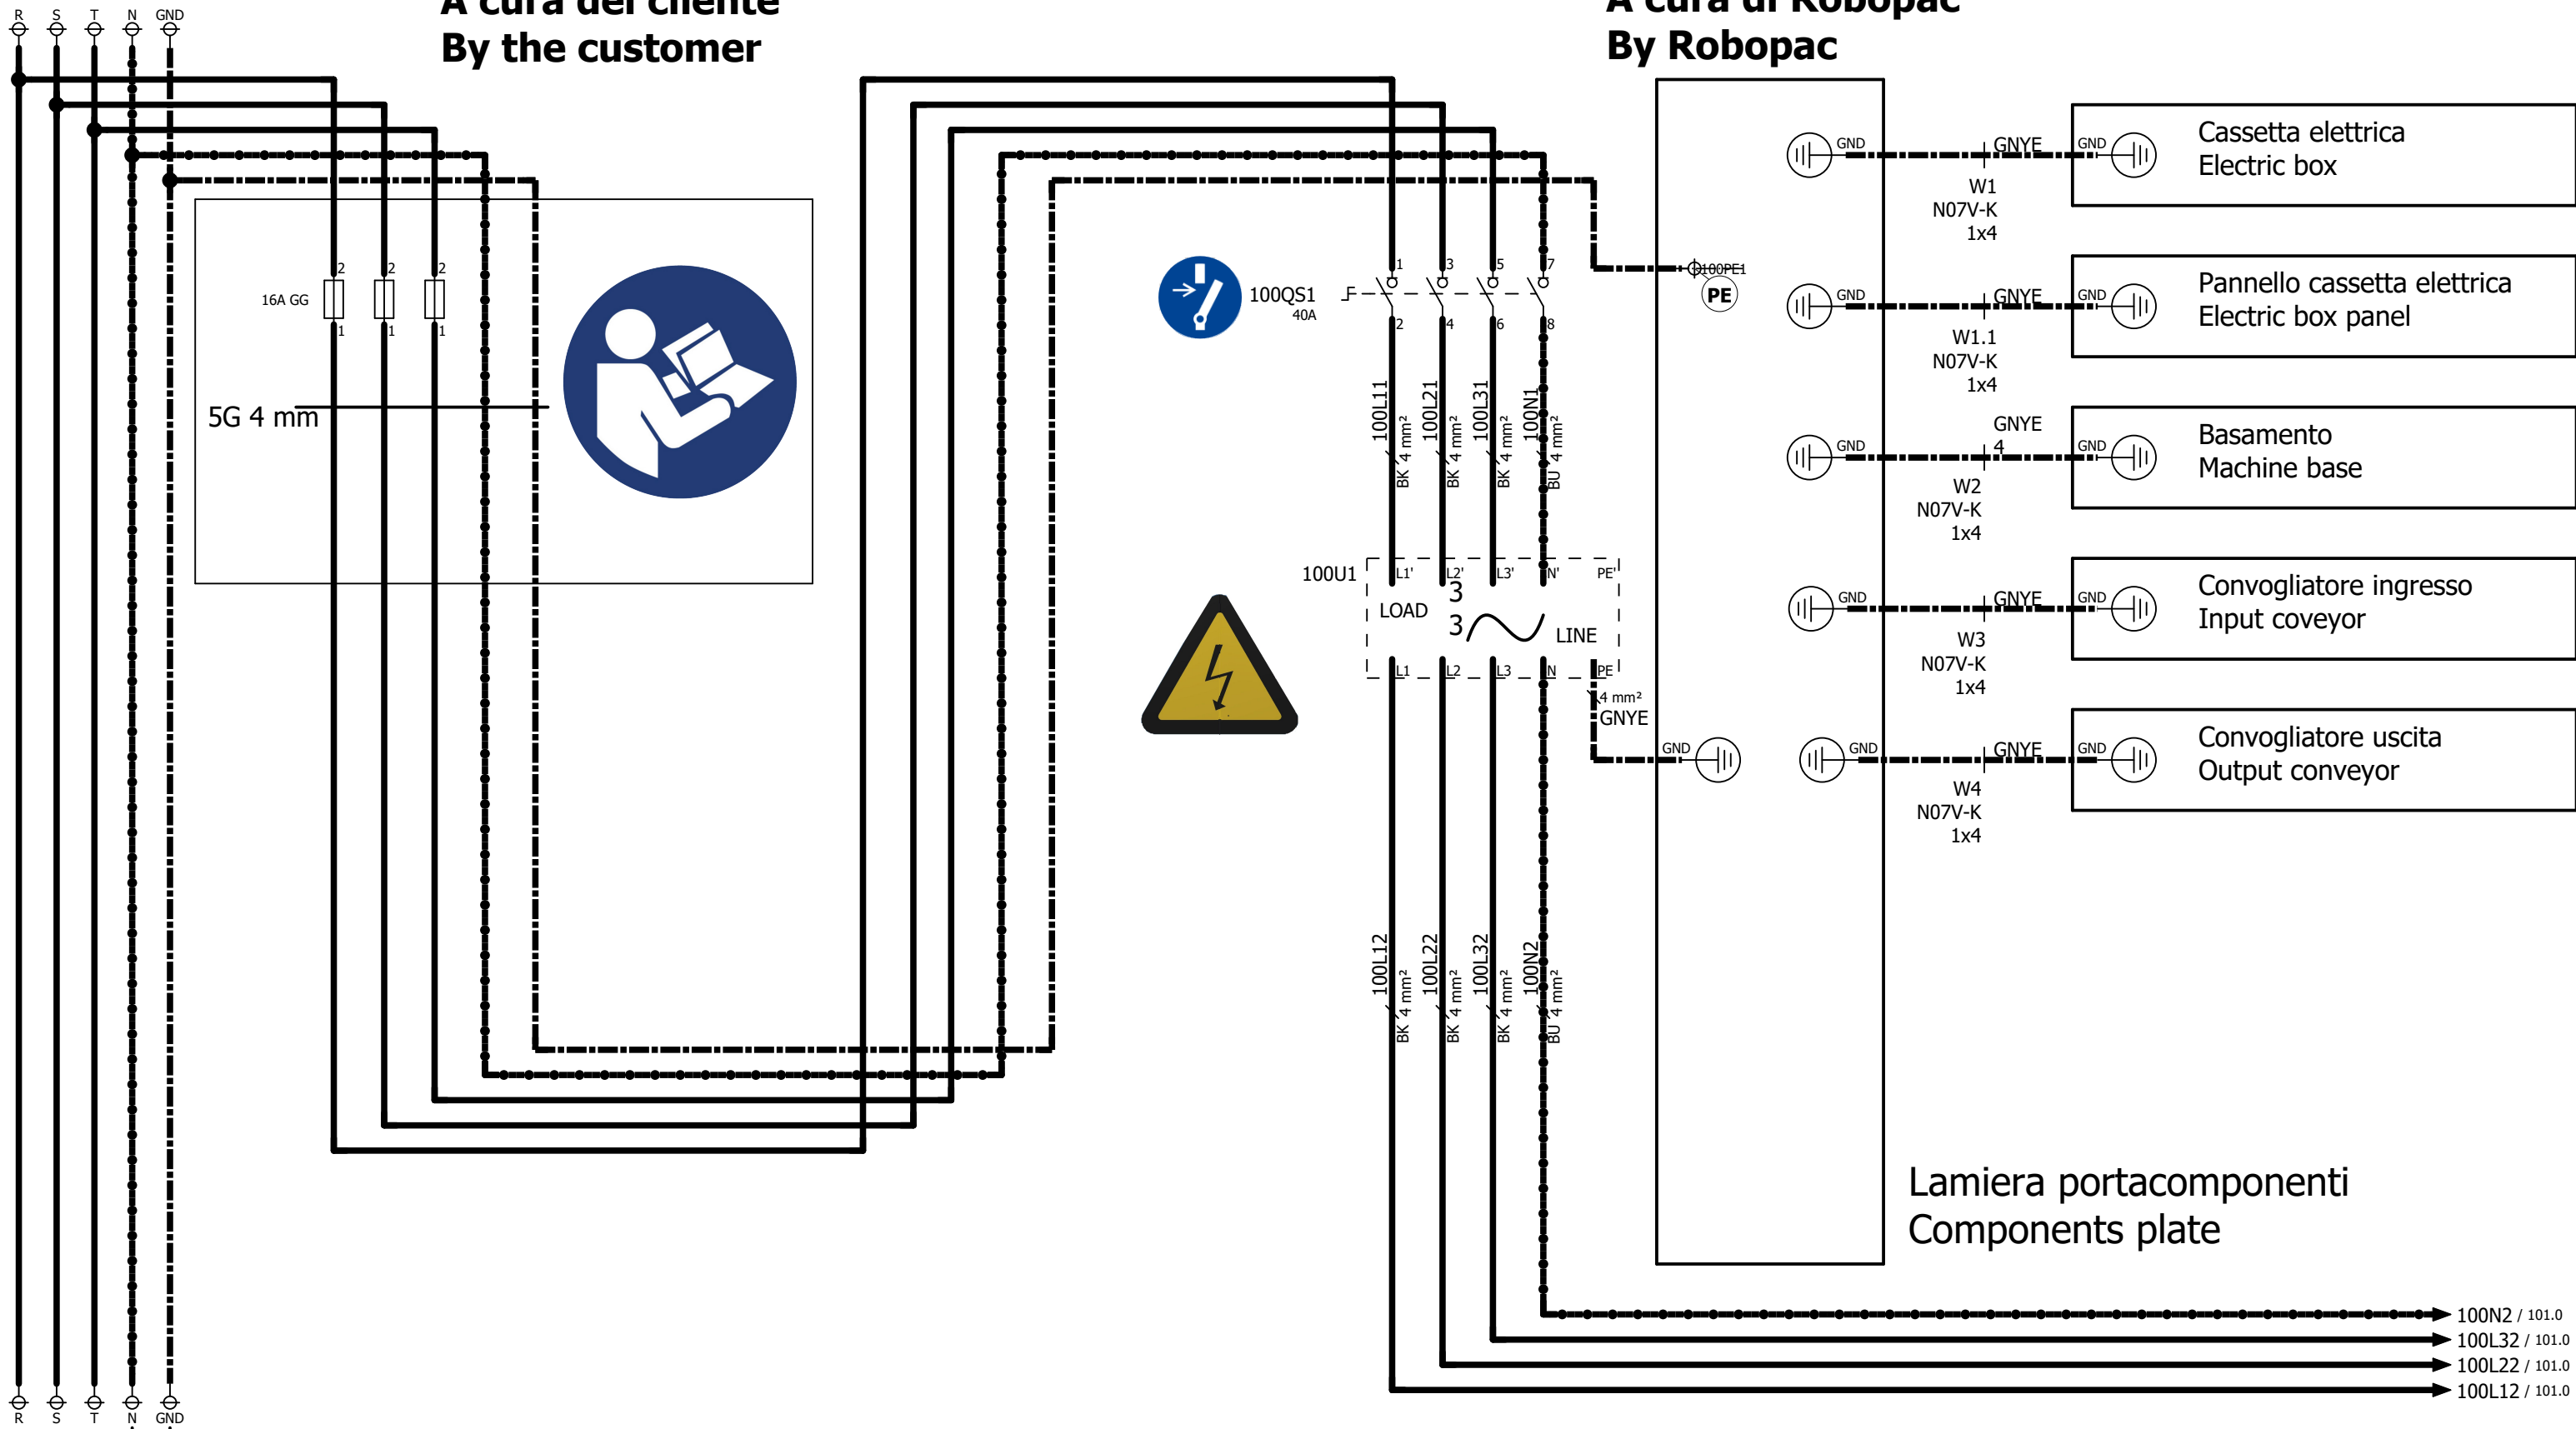 A cura del cliente
By the customer
A cura di Robopac
By Robopac
R S T N GND
16A GG
2 2 2
1 1 1
5G 4 mm
100QS1
40A
1 3 5 7
2 4 6 8
100L11
BK 4 mm²
100L21
BK 4 mm²
100L31
BK 4 mm²
100N1
BU 4 mm²
100U1
L1' L2' L3' N' PE'
LOAD
3
3
LINE
L1 L2 L3 N PE
4 mm²
GNYE
GND
100L12
BK 4 mm²
100L22
BK 4 mm²
100L32
BK 4 mm²
100N2
BU 4 mm²
100PE1
PE
GND GNYE GND
W1
N07V-K
1x4
Cassetta elettrica
Electric box
GND GNYE GND
W1.1
N07V-K
1x4
Pannello cassetta elettrica
Electric box panel
GND GNYE GND
4
W2
N07V-K
1x4
Basamento
Machine base
GND GNYE GND
W3
N07V-K
1x4
Convogliatore ingresso
Input coveyor
GND GNYE GND
W4
N07V-K
1x4
Convogliatore uscita
Output conveyor
Lamiera portacomponenti
Components plate
100N2 / 101.0
100L32 / 101.0
100L22 / 101.0
100L12 / 101.0
R S T N GND